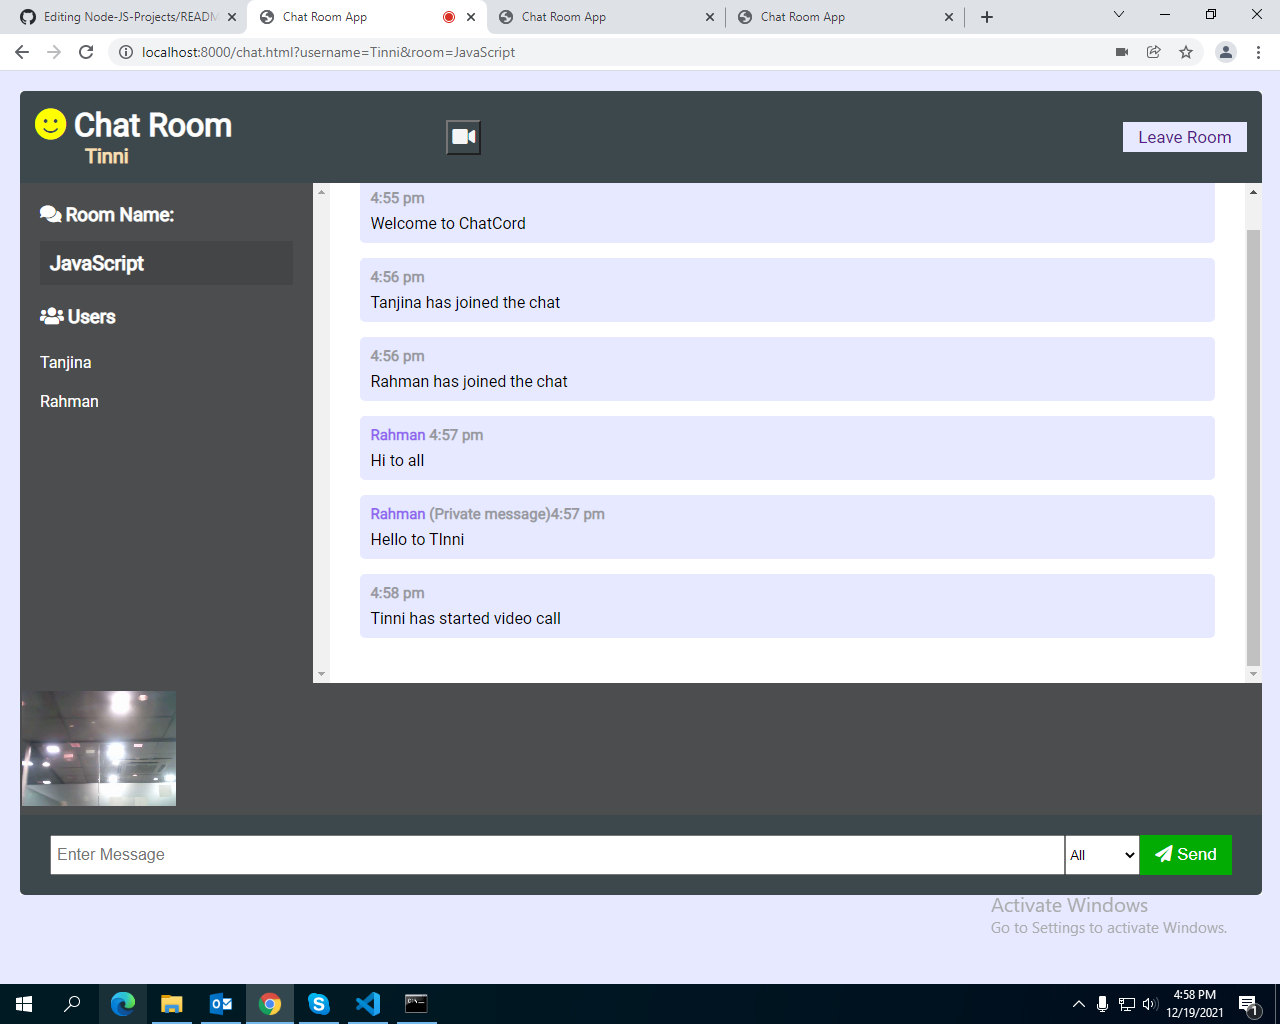 Editing Node-JS-Projects/READM
Chat Room App
Chat Room App
Chat Room App
localhost:8000/chat.html?username=Tinni&room=JavaScript
Chat Room
Tinni
Leave Room
Room Name:
JavaScript
Users
Tanjina
Rahman
4:55 pm
Welcome to ChatCord
4:56 pm
Tanjina has joined the chat
4:56 pm
Rahman has joined the chat
Rahman 4:57 pm
Hi to all
Rahman (Private message)4:57 pm
Hello to TInni
4:58 pm
Tinni has started video call
Enter Message
All
Send
Activate Windows
Go to Settings to activate Windows.
4:58 PM
12/19/2021
1